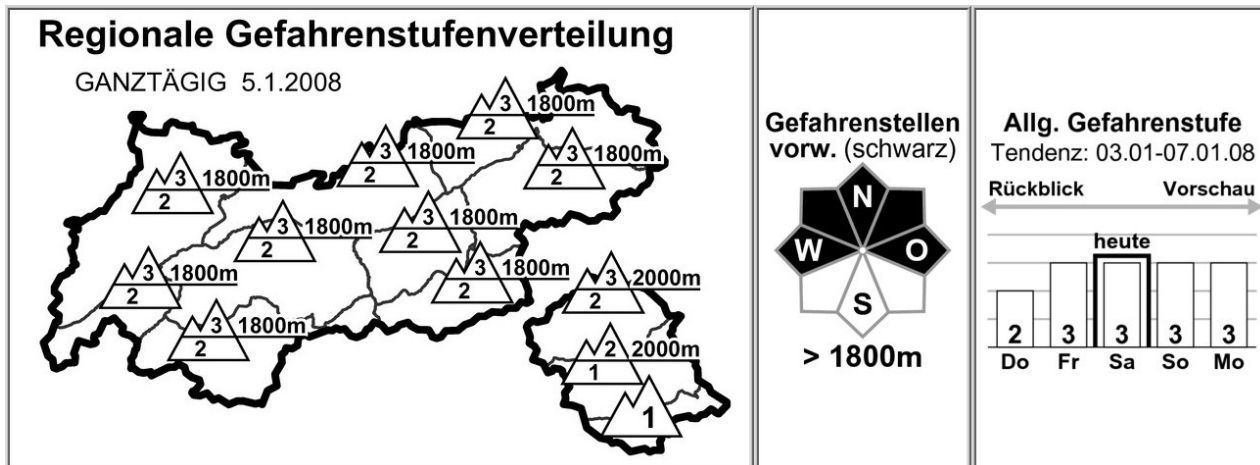 Regionale Gefahrenstufenverteilung
GANZTÄGIG 5.1.2008
3 1800m
2
3 1800m
2
3 1800m
2
3 1800m
2
3 1800m
2
3 1800m
2
3 1800m
2
3 1800m
2
3 1800m
2
3 2000m
2
2 2000m
1
1
Gefahrenstellen
vorw. (schwarz)
N
W O
S
> 1800m
Allg. Gefahrenstufe
Tendenz: 03.01-07.01.08
Rückblick Vorschau
heute
2 3 3 3 3
Do Fr Sa So Mo